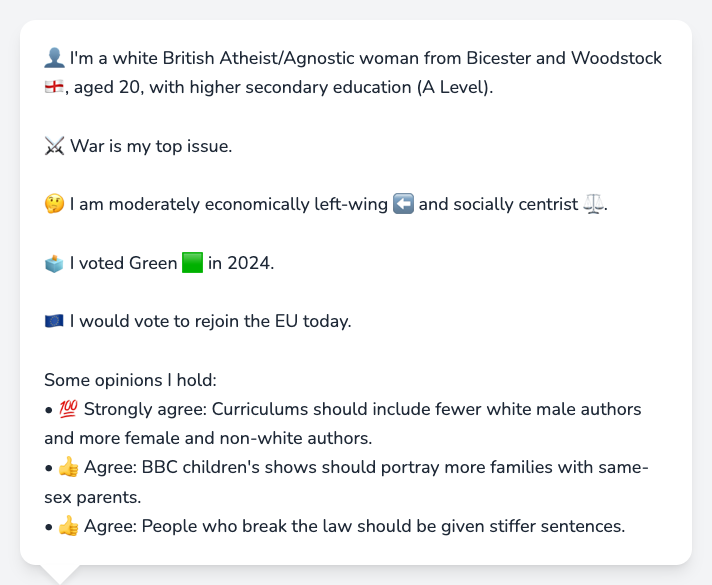 👤 I'm a white British Atheist/Agnostic woman from Bicester and Woodstock
🏴󠁧󠁢󠁥󠁮󠁧󠁿, aged 20, with higher secondary education (A Level).
⚔️ War is my top issue.
🤔 I am moderately economically left-wing ⬅️ and socially centrist ⚖️.
🗳️ I voted Green 🟩 in 2024.
🇪🇺 I would vote to rejoin the EU today.
Some opinions I hold:
• 💯 Strongly agree: Curriculums should include fewer white male authors
and more female and non-white authors.
• 👍 Agree: BBC children's shows should portray more families with same-
sex parents.
• 👍 Agree: People who break the law should be given stiffer sentences.